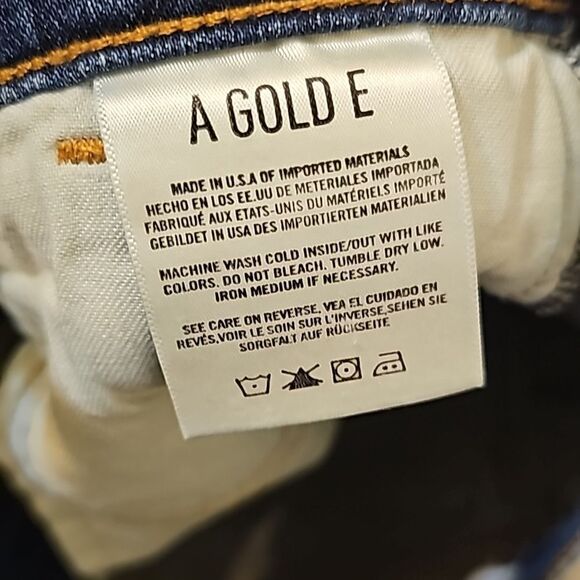 A GOLD E
MADE IN U.S.A OF IMPORTED MATERIALS
HECHO EN LOS EE.UU DE METERIALES IMPORTADA
FABRIQUÉ AUX ETATS-UNIS DU MATÉRIELS IMPORTÉ
GEBILDET IN USA DES IMPORTIERTEN MATERIALIEN
MACHINE WASH COLD INSIDE/OUT WITH LIKE
COLORS. DO NOT BLEACH. TUMBLE DRY LOW.
IRON MEDIUM IF NECESSARY.
SEE CARE ON REVERSE, VEA EL CUIDADO EN
REVÉS,VOIR LE SOIN SUR L'INVERSE,SEHEN SIE
SORGFALT AUF RÜCKSEITE